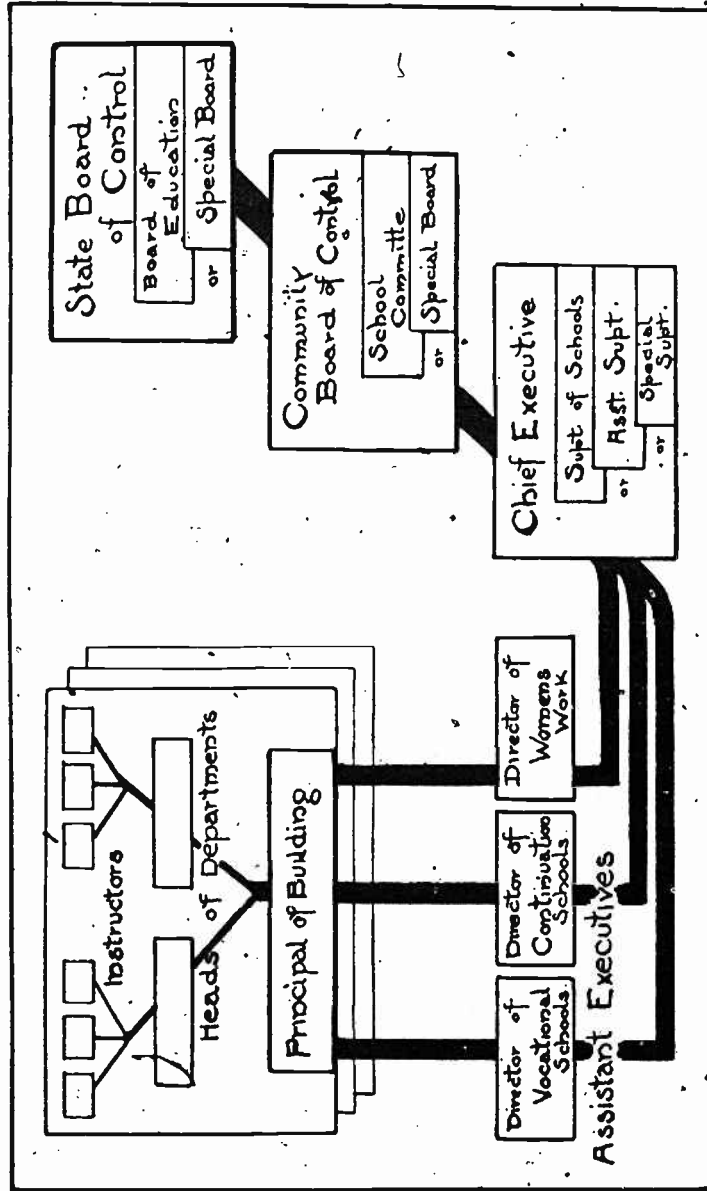 State Board
of Control
Board of
Education
or Special Board
Community
Board of Control
School
Committe
or Special Board
Chief Executive
Supt of Schools
or Asst. Supt.
or Special
Supt.
Instructors
Heads of Departments
Principal of Building
Director of
Vocational
Schools
Director of
Continuation
Schools
Director of
Womens
Work
Assistant Executives